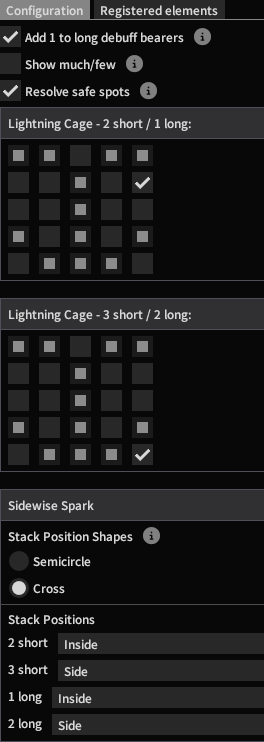 Configuration Registered elements
Add 1 to long debuff bearers
Show much/few
Resolve safe spots
Lightning Cage - 2 short / 1 long:
Lightning Cage - 3 short / 2 long:
Sidewise Spark
Stack Position Shapes
Semicircle
Cross
Stack Positions
2 short Inside
3 short Side
1 long Inside
2 long Side